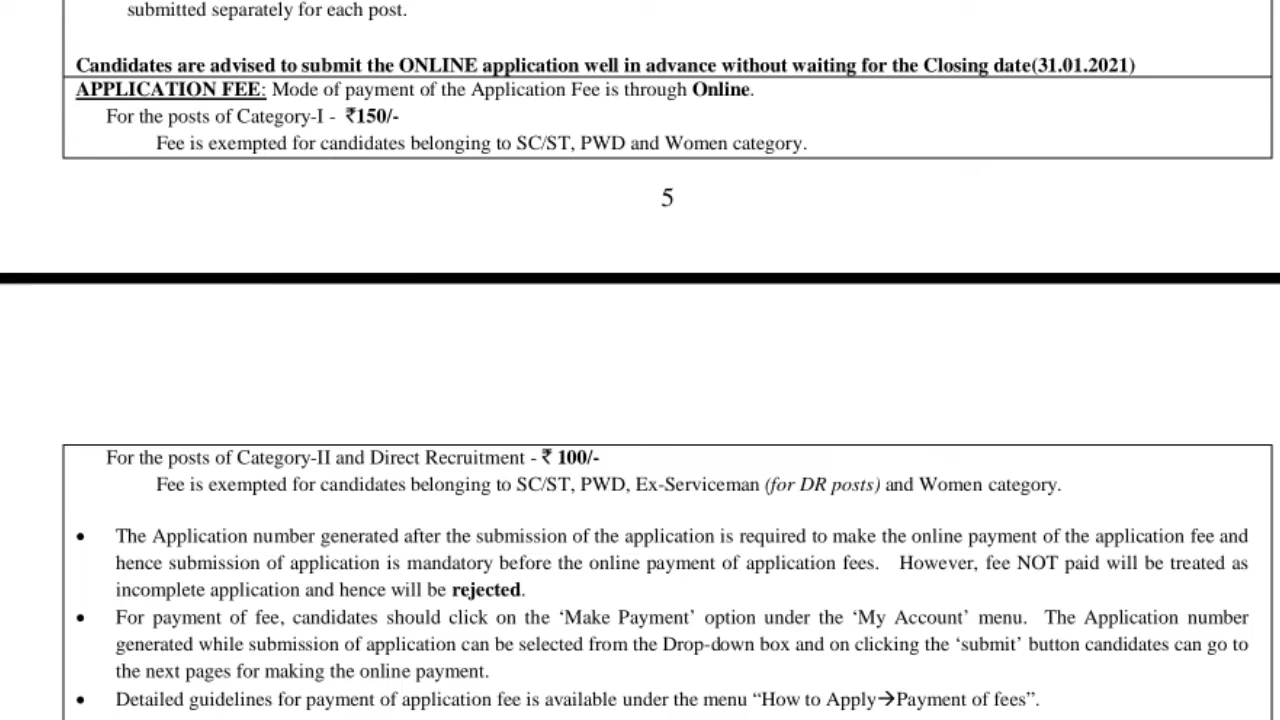 submitted separately for each post.
Candidates are advised to submit the ONLINE application well in advance without waiting for the Closing date(31.01.2021)
APPLICATION FEE: Mode of payment of the Application Fee is through Online.
For the posts of Category-I - ₹150/-
Fee is exempted for candidates belonging to SC/ST, PWD and Women category.
5
For the posts of Category-II and Direct Recruitment - ₹ 100/-
Fee is exempted for candidates belonging to SC/ST, PWD, Ex-Serviceman (for DR posts) and Women category.
• The Application number generated after the submission of the application is required to make the online payment of the application fee and
hence submission of application is mandatory before the online payment of application fees. However, fee NOT paid will be treated as
incomplete application and hence will be rejected.
• For payment of fee, candidates should click on the ‘Make Payment’ option under the ‘My Account’ menu. The Application number
generated while submission of application can be selected from the Drop-down box and on clicking the ‘submit’ button candidates can go to
the next pages for making the online payment.
• Detailed guidelines for payment of application fee is available under the menu “How to Apply→Payment of fees”.